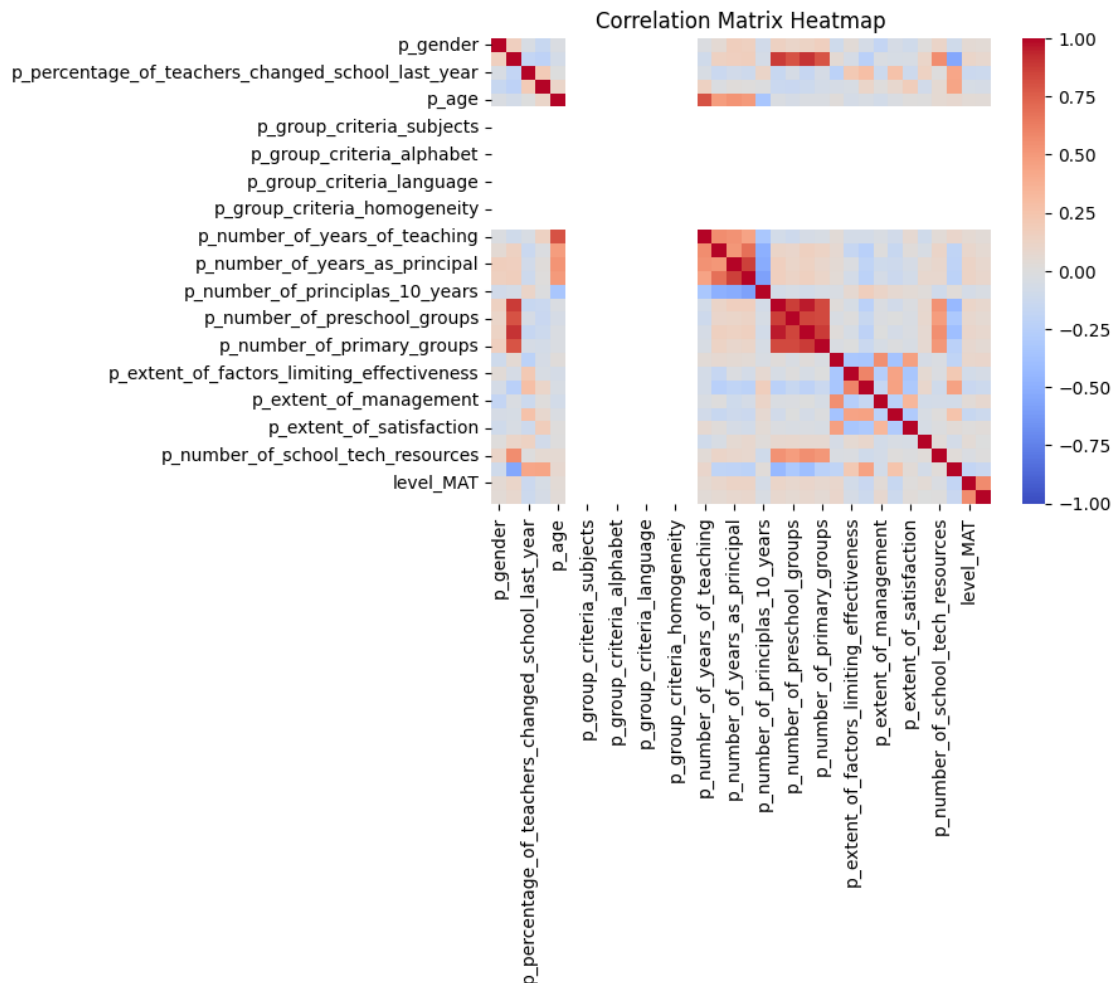 Correlation Matrix Heatmap
p_gender
p_percentage_of_teachers_changed_school_last_year
p_age
p_group_criteria_subjects
p_group_criteria_alphabet
p_group_criteria_language
p_group_criteria_homogeneity
p_number_of_years_of_teaching
p_number_of_years_as_principal
p_number_of_principlas_10_years
p_number_of_preschool_groups
p_number_of_primary_groups
p_extent_of_factors_limiting_effectiveness
p_extent_of_management
p_extent_of_satisfaction
p_number_of_school_tech_resources
level_MAT
p_gender
p_percentage_of_teachers_changed_school_last_year
p_age
p_group_criteria_subjects
p_group_criteria_alphabet
p_group_criteria_language
p_group_criteria_homogeneity
p_number_of_years_of_teaching
p_number_of_years_as_principal
p_number_of_principlas_10_years
p_number_of_preschool_groups
p_number_of_primary_groups
p_extent_of_factors_limiting_effectiveness
p_extent_of_management
p_extent_of_satisfaction
p_number_of_school_tech_resources
level_MAT
1.00
0.75
0.50
0.25
0.00
−0.25
−0.50
−0.75
−1.00